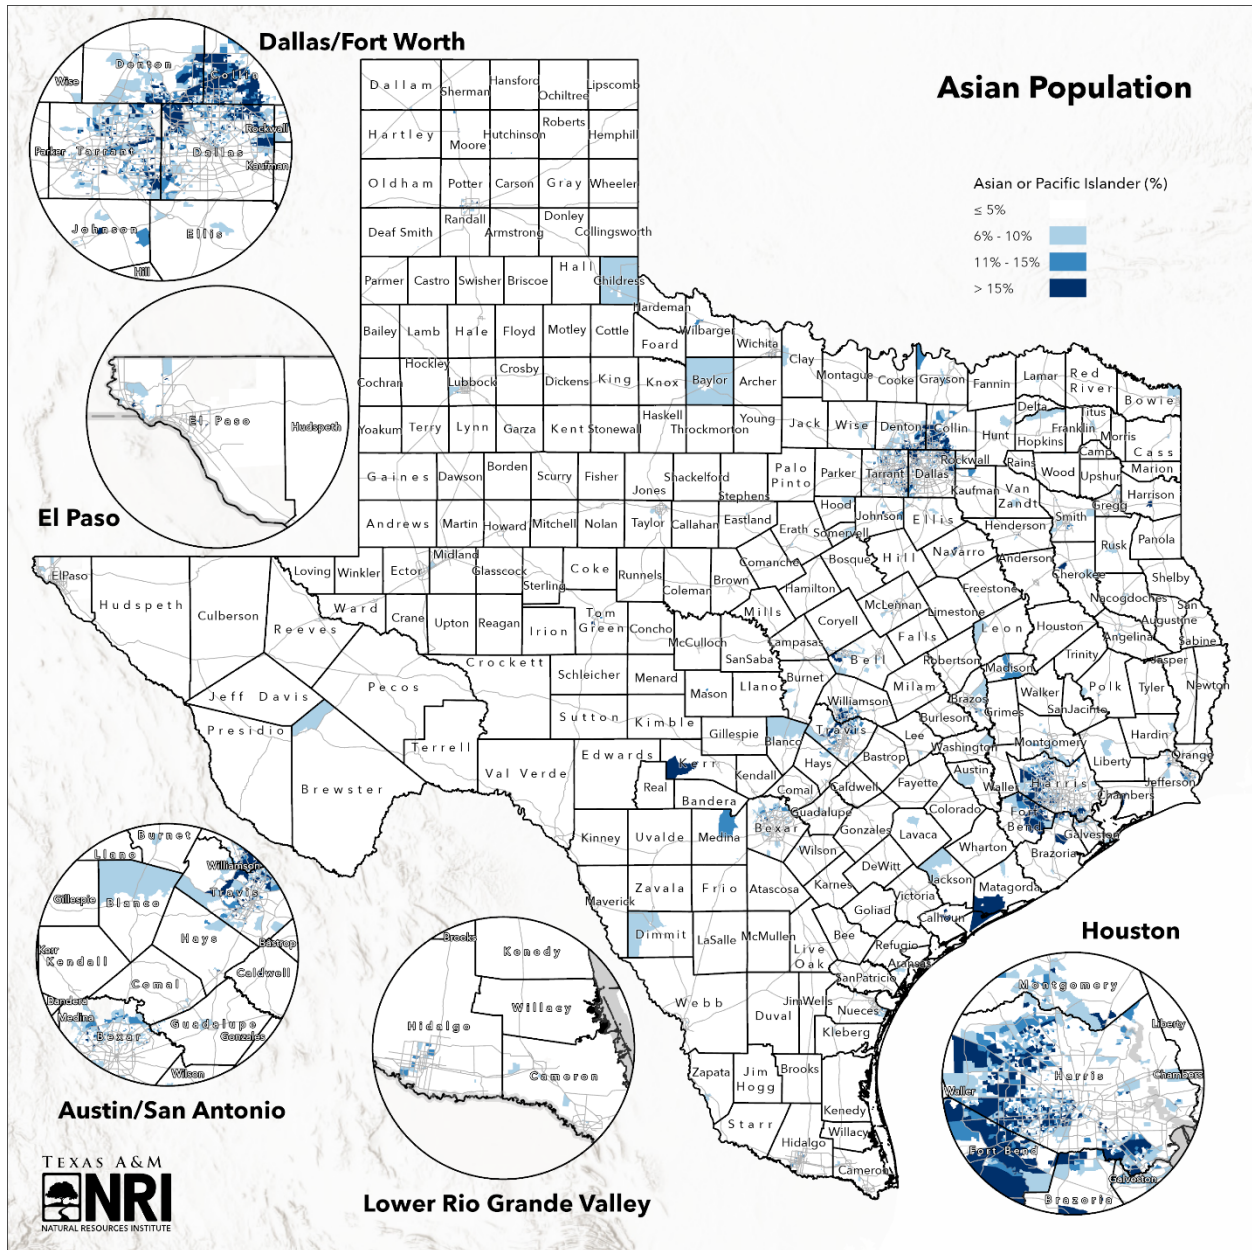 Asian Population
Asian or Pacific Islander (%)
≤ 5%
6% - 10%
11% - 15%
> 15%
Dallas/Fort Worth
Denton
Collin
Wise
Rockwall
Parker
Tarrant
Dallas
Kaufman
Johnson
Ellis
Hill
El Paso
El Paso
Hudspeth
Dallam
Sherman
Hansford
Ochiltree
Lipscomb
Hartley
Moore
Hutchinson
Roberts
Hemphill
Oldham
Potter
Carson
Gray
Wheeler
Deaf Smith
Randall
Armstrong
Donley
Collingsworth
Parmer
Castro
Swisher
Briscoe
Hall
Childress
Hardeman
Bailey
Lamb
Hale
Floyd
Motley
Cottle
Foard
Wilbarger
Wichita
Clay
Montague
Cooke
Grayson
Fannin
Lamar
Red
River
Bowie
Cochran
Hockley
Lubbock
Crosby
Dickens
King
Knox
Baylor
Archer
Delta
Titus
Franklin
Morris
Cass
Yoakum
Terry
Lynn
Garza
Kent
Stonewall
Haskell
Throckmorton
Young
Jack
Wise
Denton
Collin
Hunt
Hopkins
Camp
Marion
Gaines
Dawson
Borden
Scurry
Fisher
Jones
Shackelford
Stephens
Palo
Pinto
Parker
Tarrant
Dallas
Rockwall
Kaufman
Rains
Van
Zandt
Wood
Upshur
Harrison
Gregg
Andrews
Martin
Howard
Mitchell
Nolan
Taylor
Callahan
Eastland
Erath
Hood
Somervell
Johnson
Ellis
Henderson
Smith
Rusk
Panola
ElPaso
Loving
Winkler
Ector
Midland
Glasscock
Sterling
Coke
Runnels
Coleman
Brown
Comanche
Bosque
Hill
Navarro
Anderson
Cherokee
Shelby
Hudspeth
Culberson
Reeves
Ward
Crane
Upton
Reagan
Irion
Tom
Green
Concho
McCulloch
Mills
Hamilton
McLennan
Limestone
Freestone
Nacogdoches
San
Augustine
Sabine
Crockett
Schleicher
Menard
SanSaba
Lampasas
Coryell
Falls
Leon
Houston
Angelina
Jeff Davis
Pecos
Mason
Llano
Burnet
Bell
Robertson
Madison
Trinity
Jasper
Presidio
Terrell
Sutton
Kimble
Gillespie
Blanco
Williamson
Travis
Milam
Brazos
Burleson
Grimes
Walker
SanJacinto
Polk
Tyler
Newton
Brewster
Val Verde
Edwards
Kerr
Real
Kendall
Hays
Comal
Bastrop
Lee
Washington
Montgomery
Liberty
Hardin
Orange
Bandera
Caldwell
Fayette
Austin
Waller
Harris
Chambers
Jefferson
Kinney
Uvalde
Medina
Bexar
Guadalupe
Gonzales
Lavaca
Colorado
Fort
Bend
Galveston
Wharton
Brazoria
Zavala
Frio
Atascosa
Wilson
Karnes
DeWitt
Jackson
Matagorda
Maverick
Dimmit
LaSalle
McMullen
Live
Oak
Bee
Goliad
Victoria
Calhoun
Refugio
Aransas
SanPatricio
Webb
Duval
JimWells
Nueces
Kleberg
Zapata
Jim
Hogg
Brooks
Kenedy
Starr
Hidalgo
Willacy
Cameron
Burnet
Llano
Williamson
Travis
Gillespie
Blanco
Hays
Bastrop
Kerr
Kendall
Comal
Caldwell
Bandera
Medina
Bexar
Guadalupe
Gonzales
Wilson
Austin/San Antonio
Brooks
Kenedy
Willacy
Hidalgo
Cameron
Lower Rio Grande Valley
Houston
Montgomery
Liberty
Harris
Chambers
Waller
Fort Bend
Galveston
Brazoria
TEXAS A&M
NRI
NATURAL RESOURCES INSTITUTE